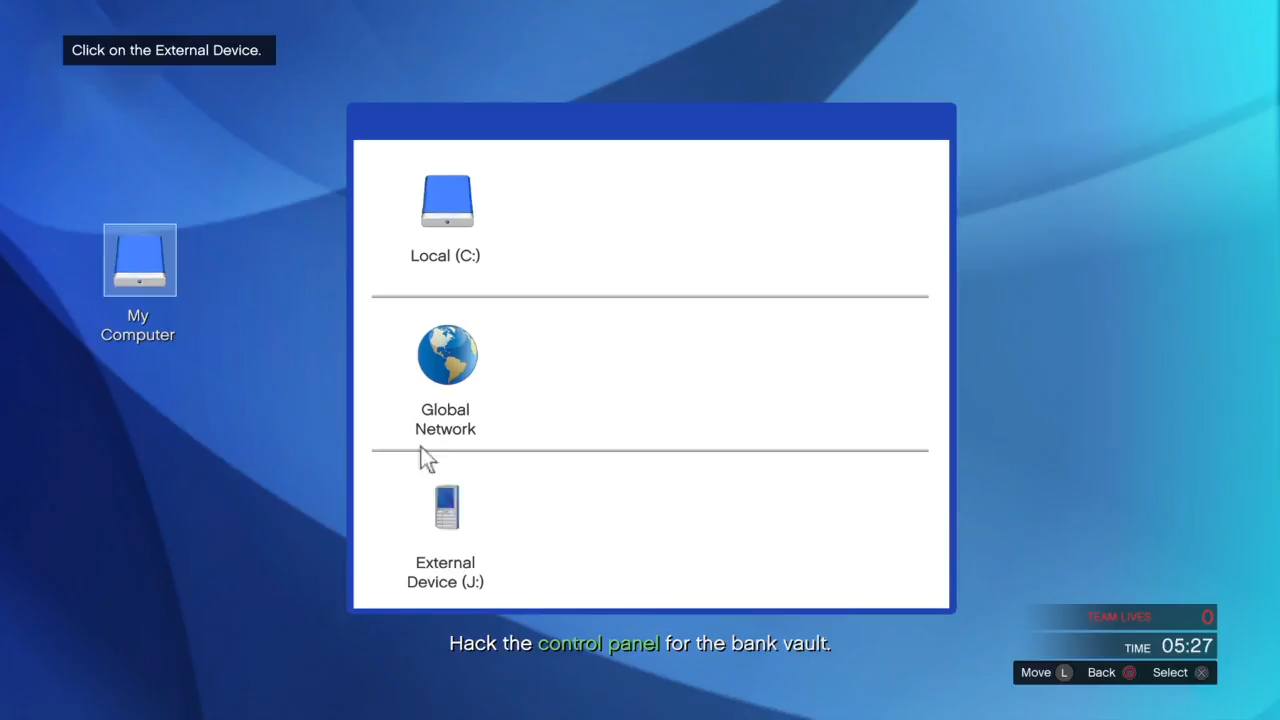 Click on the External Device.
Local (C:)
My
Computer
Global
Network
External
Device (J:)
Hack the control panel for the bank vault.
TEAM LIVES 0
TIME 05:27
Move L Back Select